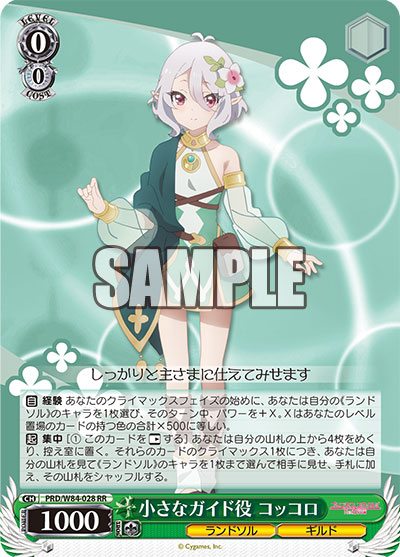 LEVEL
0
0
COST
SAMPLE
しっかりと主さまに仕えてみせます
自 経験 あなたのクライマックスフェイズの始めに、あなたは自分の《ランド
ソル》のキャラを1枚選び、そのターン中、パワーを＋X。Xはあなたのレベル
置場のカードの持つ色の合計×500に等しい。
起 集中 [① このカードをレストする] あなたは自分の山札の上から4枚をめく
り、控え室に置く。それらのカードのクライマックス1枚につき、あなたは
自分の山札を見て《ランドソル》のキャラを1枚まで選んで相手に見せ、手札に加
え、その山札をシャッフルする。
CH PRD/W84-028 RR
POWER 1000
小さなガイド役 コッコロ
ランドソル ギルド
© Cygames, Inc.